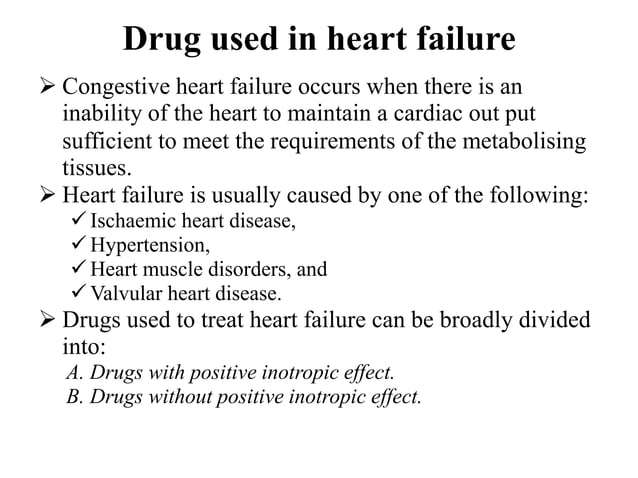 Drug used in heart failure
➢ Congestive heart failure occurs when there is an
inability of the heart to maintain a cardiac out put
sufficient to meet the requirements of the metabolising
tissues.
➢ Heart failure is usually caused by one of the following:
✓ Ischaemic heart disease,
✓ Hypertension,
✓ Heart muscle disorders, and
✓ Valvular heart disease.
➢ Drugs used to treat heart failure can be broadly divided
into:
A. Drugs with positive inotropic effect.
B. Drugs without positive inotropic effect.